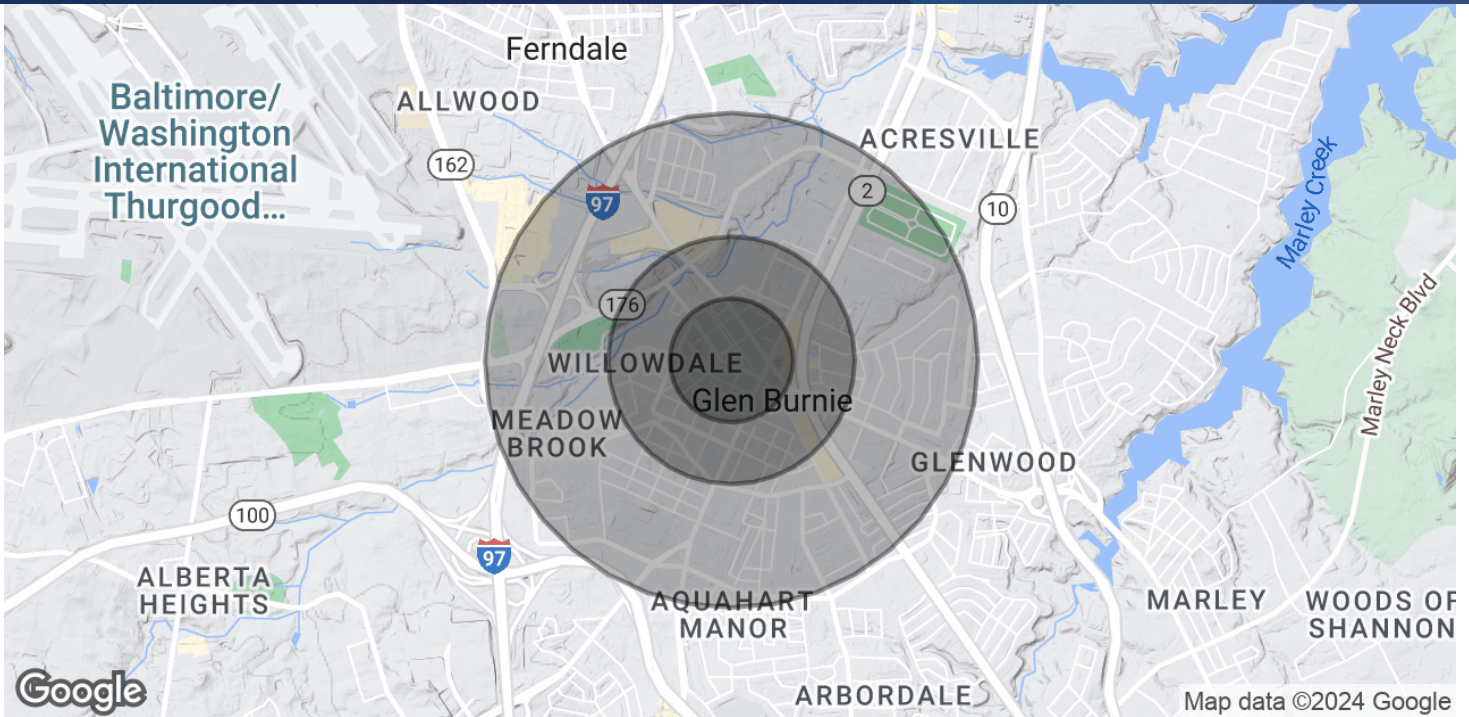 Ferndale
Baltimore/
Washington
International
Thurgood...
ALLWOOD
ACRESVILLE
162
97
2
10
Marley Creek
176
Marley Neck Blvd
WILLOWDALE
Glen Burnie
MEADOW
BROOK
GLENWOOD
100
97
ALBERTA
HEIGHTS
AQUAHART
MANOR
MARLEY
WOODS OF
SHANNON
ARBORDALE
Google
Map data ©2024 Google